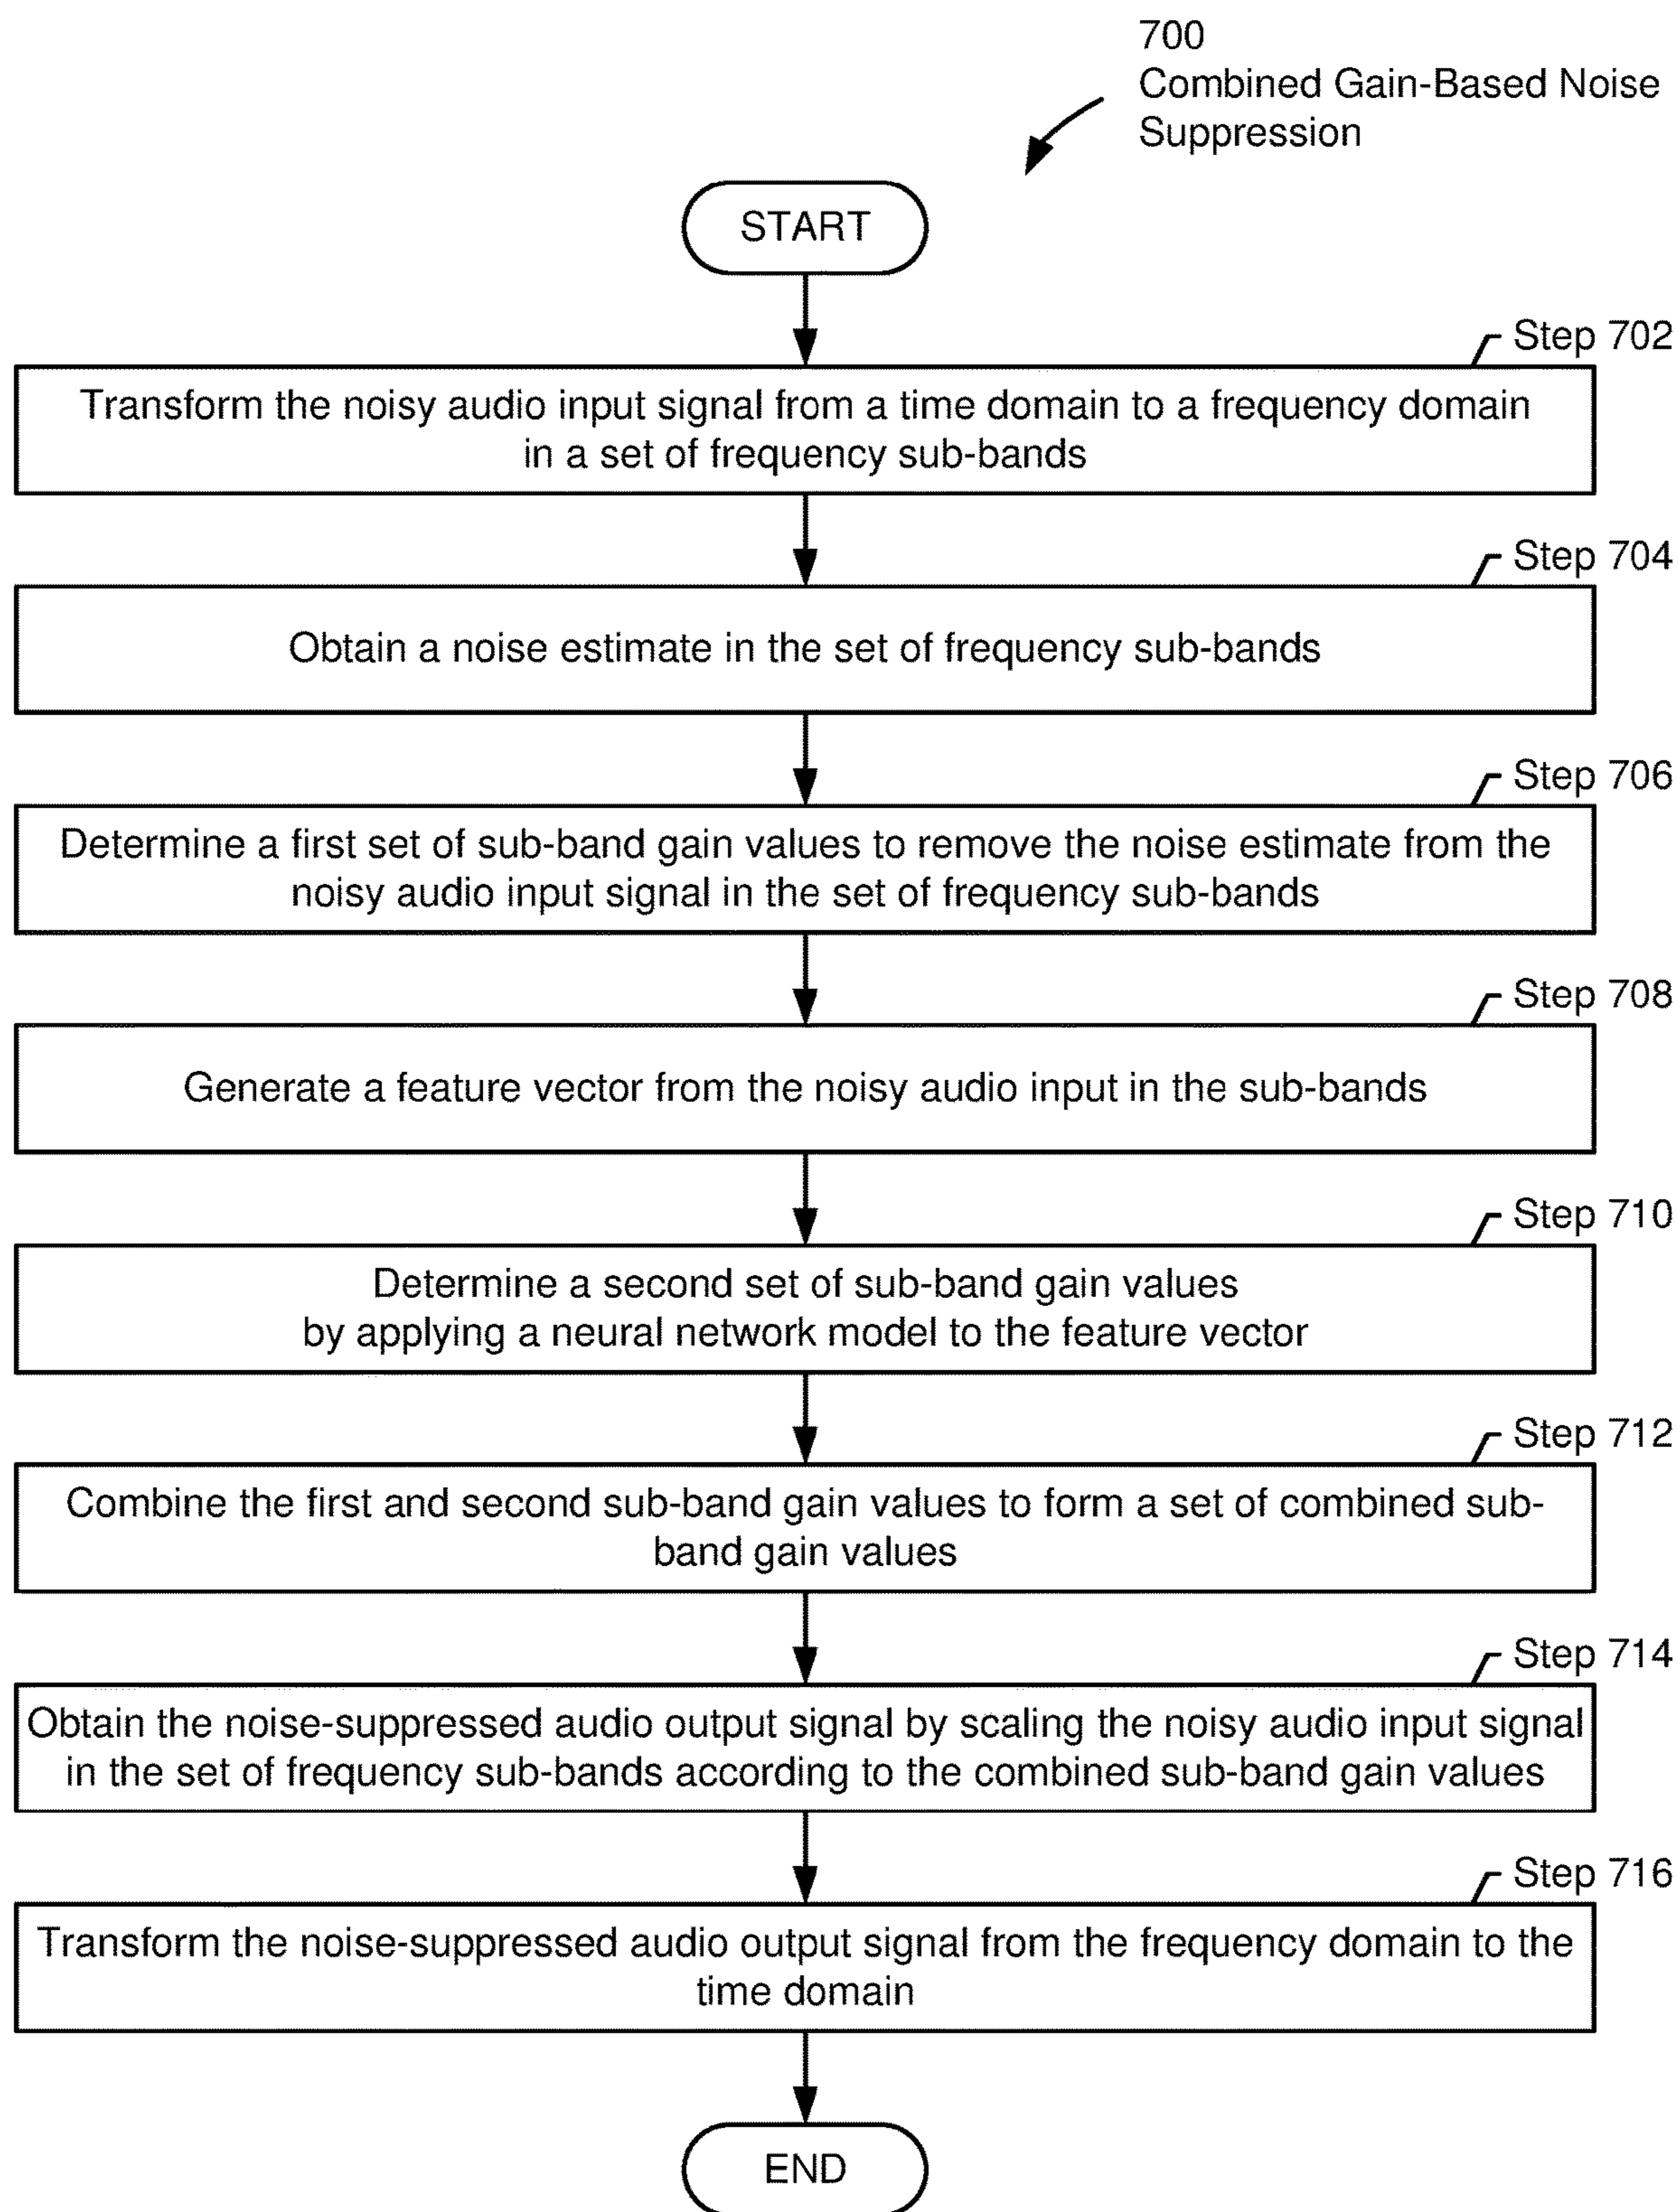 700
Combined Gain-Based Noise
Suppression
START
Step 702
Transform the noisy audio input signal from a time domain to a frequency domain
in a set of frequency sub-bands
Step 704
Obtain a noise estimate in the set of frequency sub-bands
Step 706
Determine a first set of sub-band gain values to remove the noise estimate from the
noisy audio input signal in the set of frequency sub-bands
Step 708
Generate a feature vector from the noisy audio input in the sub-bands
Step 710
Determine a second set of sub-band gain values
by applying a neural network model to the feature vector
Step 712
Combine the first and second sub-band gain values to form a set of combined sub-
band gain values
Step 714
Obtain the noise-suppressed audio output signal by scaling the noisy audio input signal
in the set of frequency sub-bands according to the combined sub-band gain values
Step 716
Transform the noise-suppressed audio output signal from the frequency domain to the
time domain
END